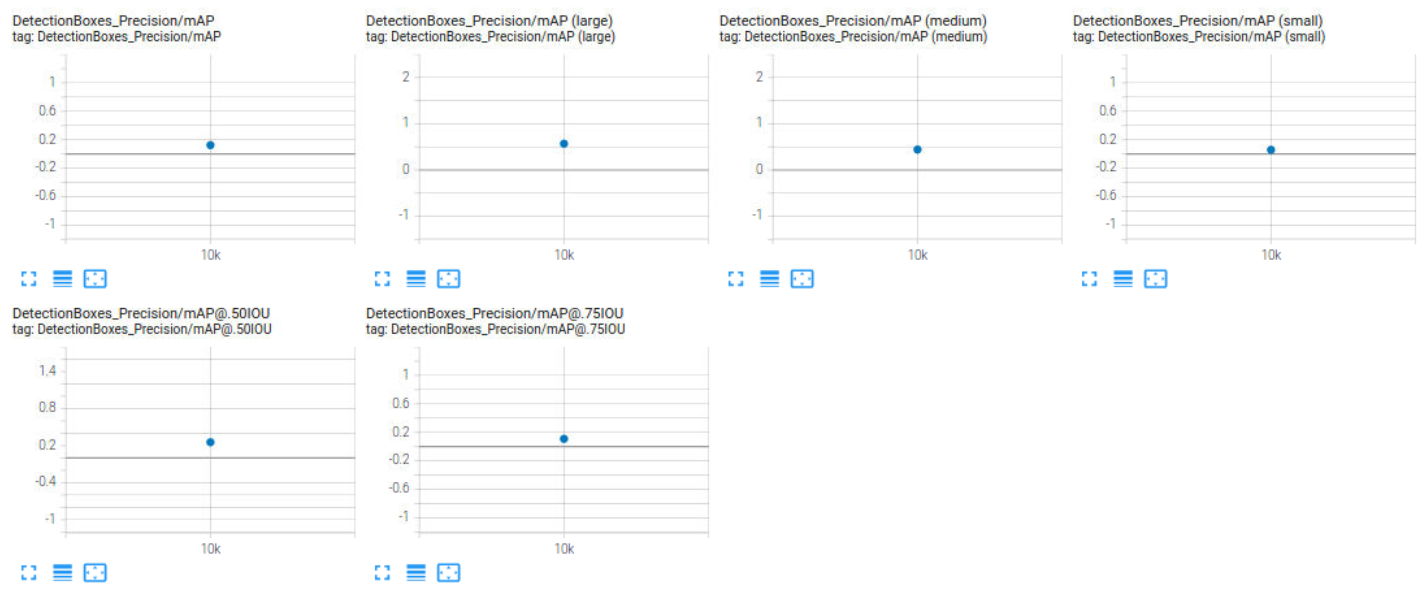 DetectionBoxes_Precision/mAP
tag: DetectionBoxes_Precision/mAP
1
0.6
0.2
-0.2
-0.6
-1
10k
DetectionBoxes_Precision/mAP (large)
tag: DetectionBoxes_Precision/mAP (large)
2
1
0
-1
10k
DetectionBoxes_Precision/mAP (medium)
tag: DetectionBoxes_Precision/mAP (medium)
2
1
0
-1
10k
DetectionBoxes_Precision/mAP (small)
tag: DetectionBoxes_Precision/mAP (small)
1
0.6
0.2
-0.2
-0.6
-1
10k
DetectionBoxes_Precision/mAP@.50IOU
tag: DetectionBoxes_Precision/mAP@.50IOU
1.4
0.8
0.2
-0.4
-1
10k
DetectionBoxes_Precision/mAP@.75IOU
tag: DetectionBoxes_Precision/mAP@.75IOU
1
0.6
0.2
-0.2
-0.6
-1
10k